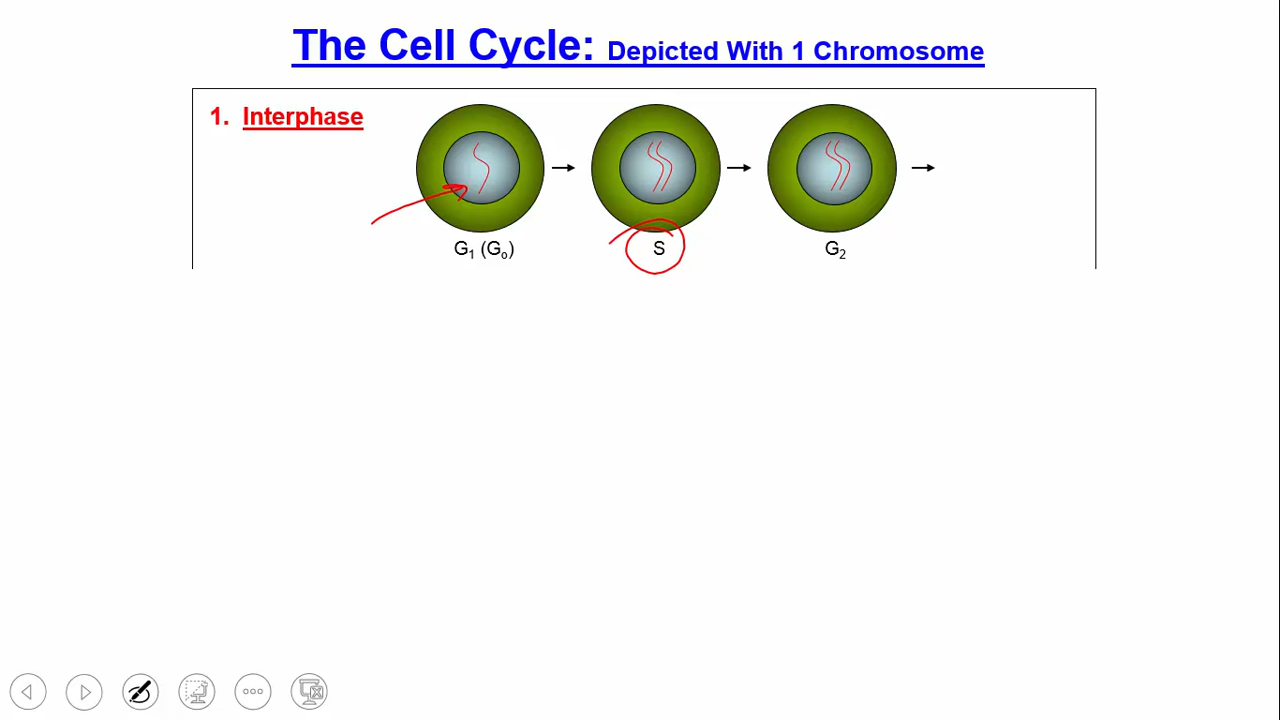 The Cell Cycle: Depicted With 1 Chromosome
1. Interphase
G₁ (G₀) S G₂